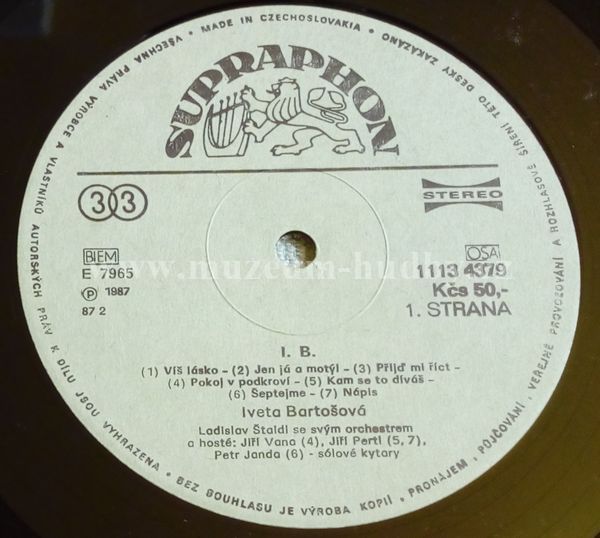 VŠECHNA PRÁVA VÝROBCE A VLASTNÍKŮ AUTORSKÝCH PRÁV K DÍLU JSOU VYHRAZENA • BEZ SOUHLASU JE VÝROBA KOPIÍ, PRONÁJEM, PŮJČOVÁNÍ, VEŘEJNÉ PROVOZOVÁNÍ A ROZHLASOVÉ ŠÍŘENÍ TÉTO DESKY ZAKÁZÁNO • MADE IN CZECHOSLOVAKIA •
SUPRAPHON
33
STEREO
BIEM
E 7965
Ⓟ 1987
87 2
OSA
1113 4379
Kčs 50,-
1. STRANA
www.muzeum-hudby.cz
I. B.
(1) Víš lásko – (2) Jen já a motýl – (3) Přijď mi říct –
(4) Pokoj v podkroví – (5) Kam se to díváš –
(6) Šeptejme – (7) Nápis
Iveta Bartošová
Ladislav Štaidl se svým orchestrem
a hosté: Jiří Vana (4), Jiří Pertl (5, 7),
Petr Janda (6) - sólové kytary